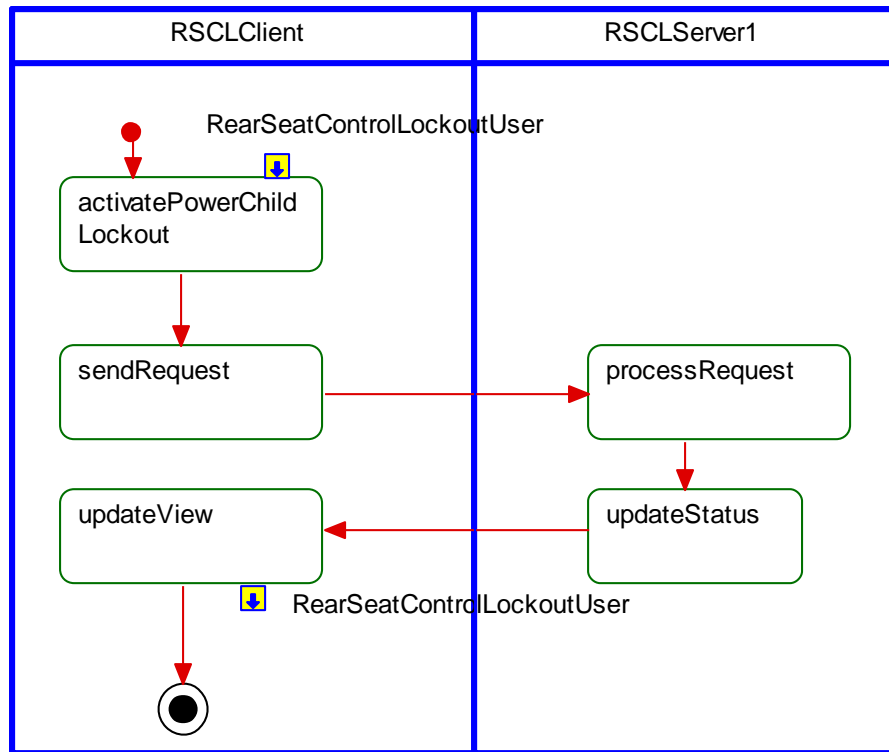 RSCLClient
RSCLServer1
RearSeatControlLockoutUser
activatePowerChild
Lockout
sendRequest
processRequest
updateView
updateStatus
RearSeatControlLockoutUser